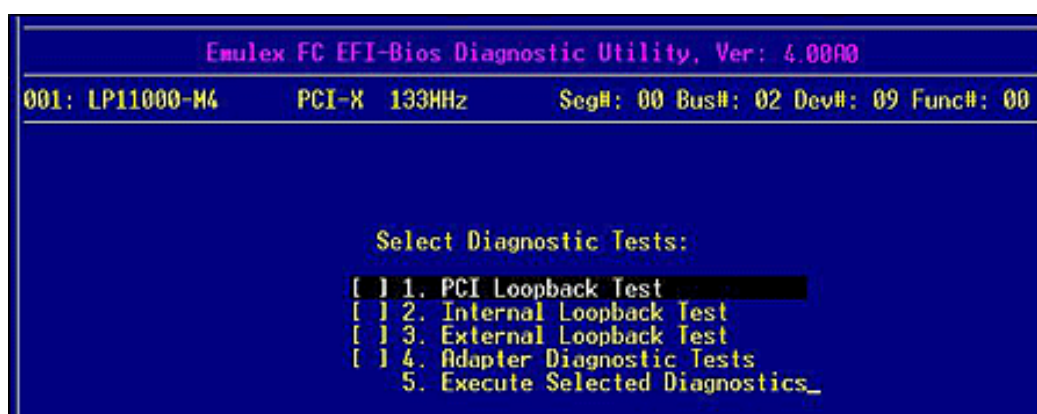 Emulex FC EFI-Bios Diagnostic Utility, Ver: 4.00A0
001: LP11000-M4 PCI-X 133MHz Seg#: 00 Bus#: 02 Dev#: 09 Func#: 00
Select Diagnostic Tests:
[ ] 1. PCI Loopback Test
[ ] 2. Internal Loopback Test
[ ] 3. External Loopback Test
[ ] 4. Adapter Diagnostic Tests
5. Execute Selected Diagnostics_